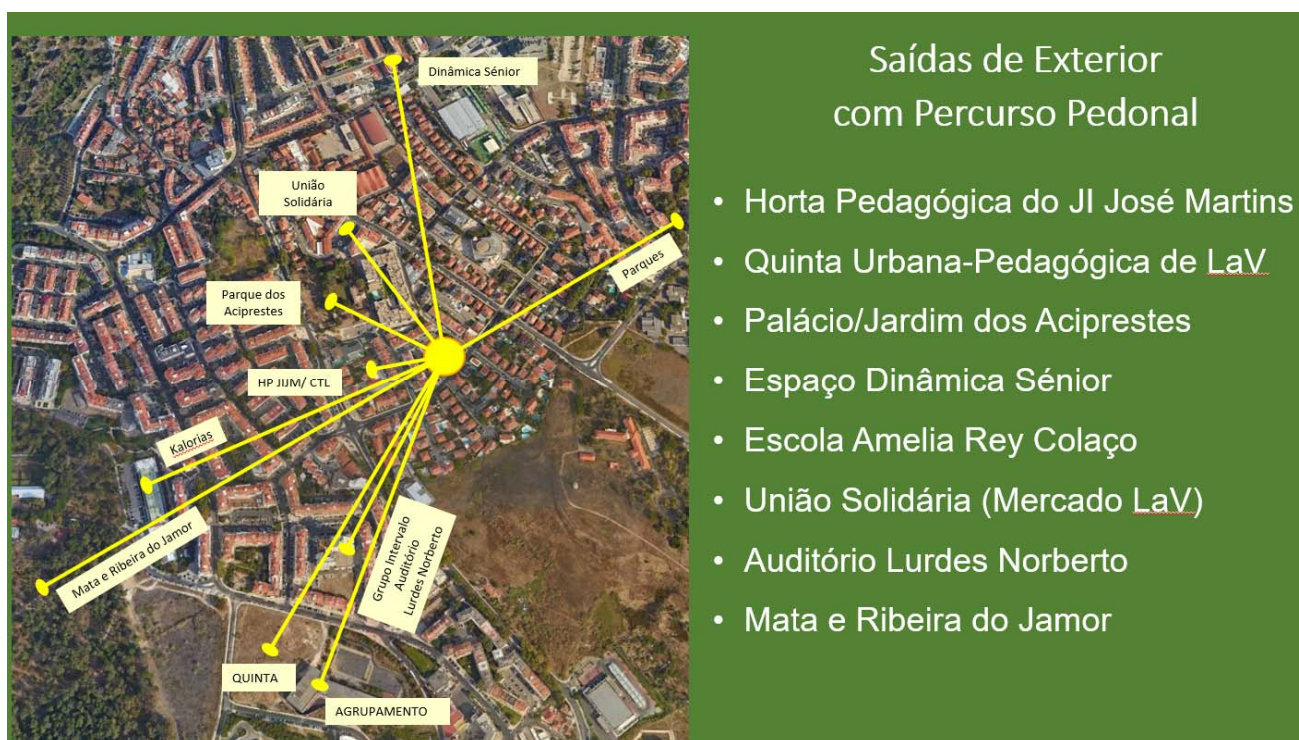 Dinâmica Sénior
União
Solidária
Parques
Parque dos
Aciprestes
HP JIJM/ CTL
Kalorias
Mata e Ribeira do Jamor
Grupo Intervalo
Auditório
Lurdes Norberto
QUINTA
AGRUPAMENTO
Saídas de Exterior
com Percurso Pedonal
• Horta Pedagógica do JI José Martins
• Quinta Urbana-Pedagógica de LaV
• Palácio/Jardim dos Aciprestes
• Espaço Dinâmica Sénior
• Escola Amelia Rey Colaço
• União Solidária (Mercado LaV)
• Auditório Lurdes Norberto
• Mata e Ribeira do Jamor